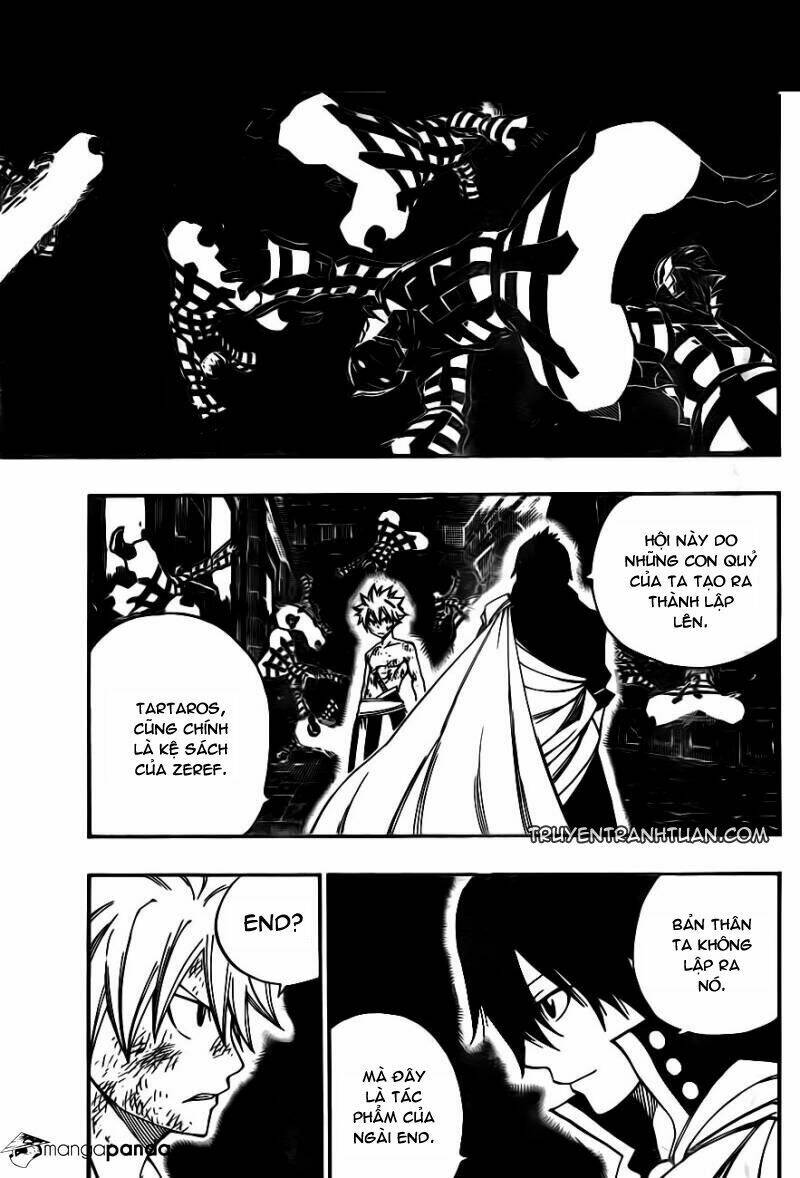 HỘI NÀY DO
NHỮNG CON QUỶ
CỦA TA TẠO RA
THÀNH LẬP
LÊN.
TARTAROS,
CŨNG CHÍNH
LÀ KỆ SÁCH
CỦA ZEREF.
TRUYENTRANHTUAN.COM
BẢN THÂN
TA KHÔNG
LẬP RA
NÓ.
MÀ ĐÂY
LÀ TÁC
PHẨM CỦA
NGÀI END.
END?
mangapanda